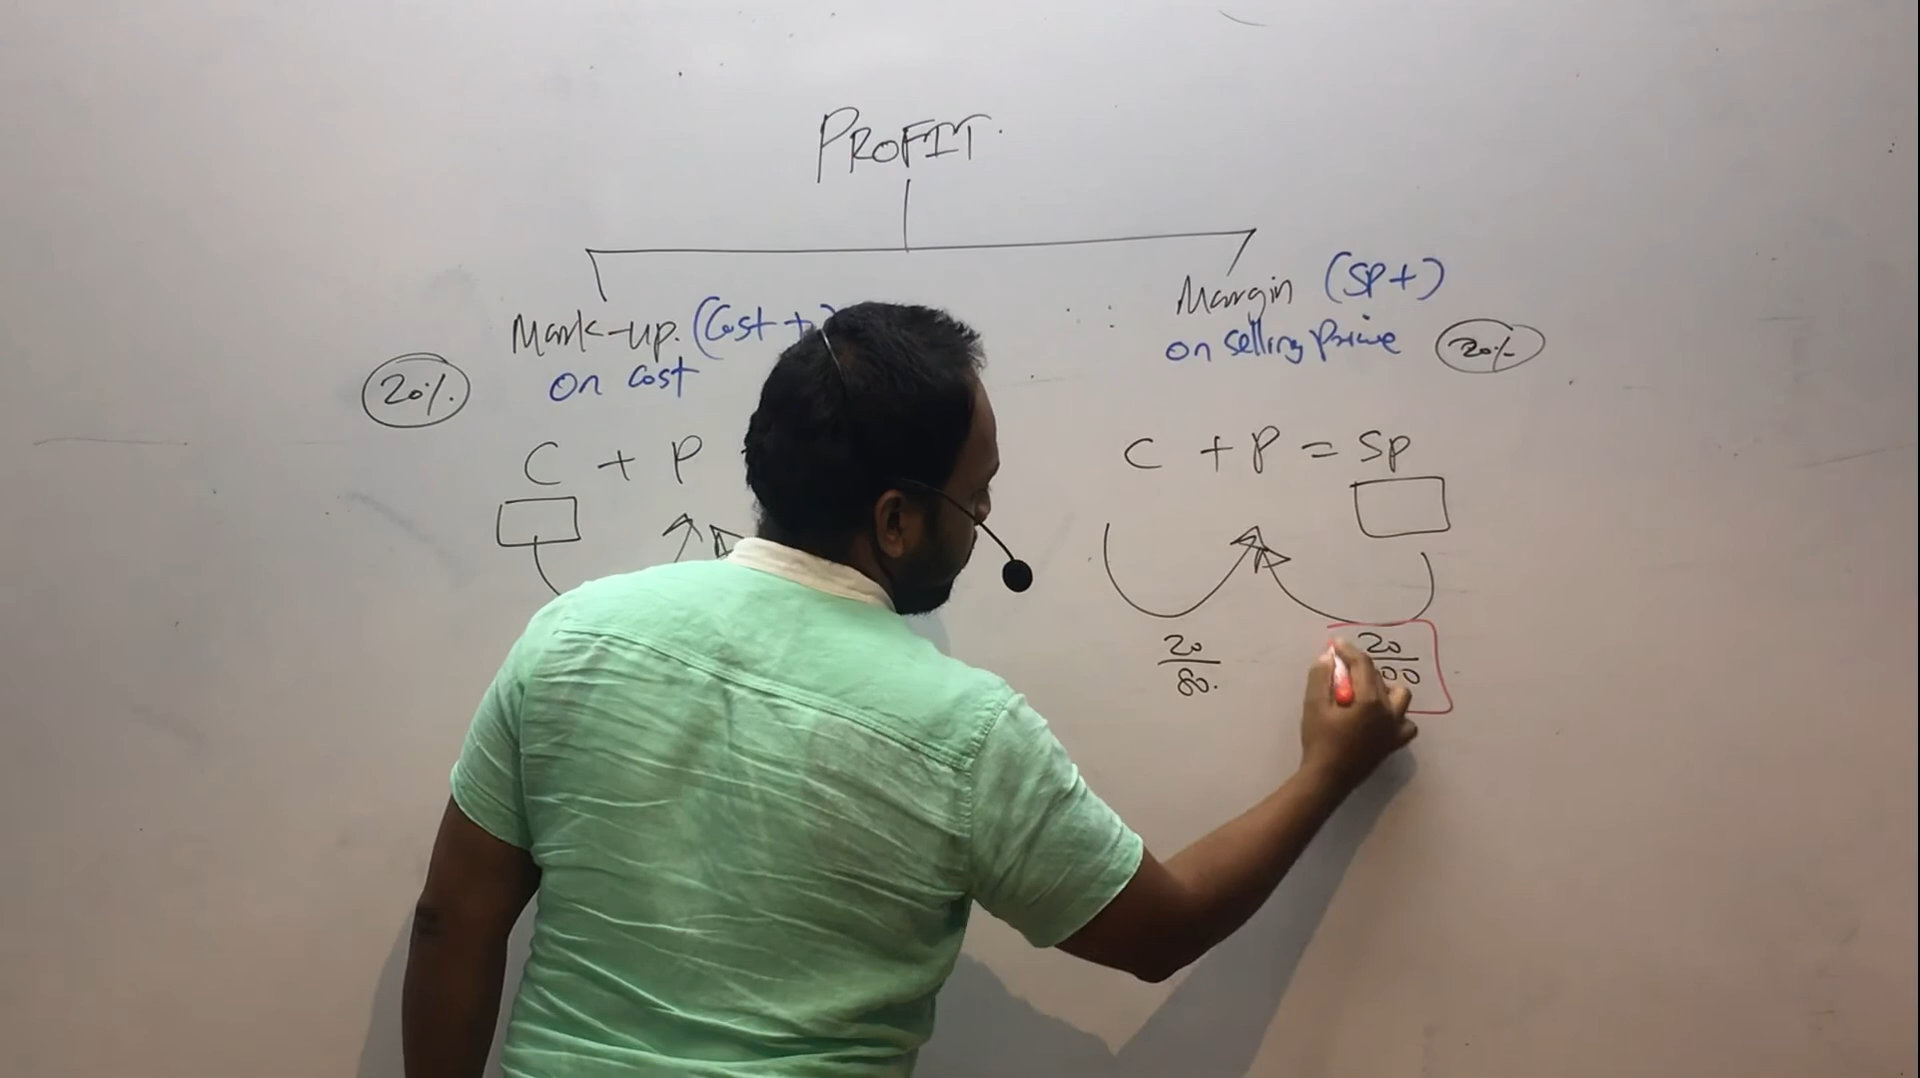 PROFIT.
Mark-up. (Cost +)
on cost
20%.
C + P
Margin (SP+)
on selling price
20%
C + P = SP
20
80.
20